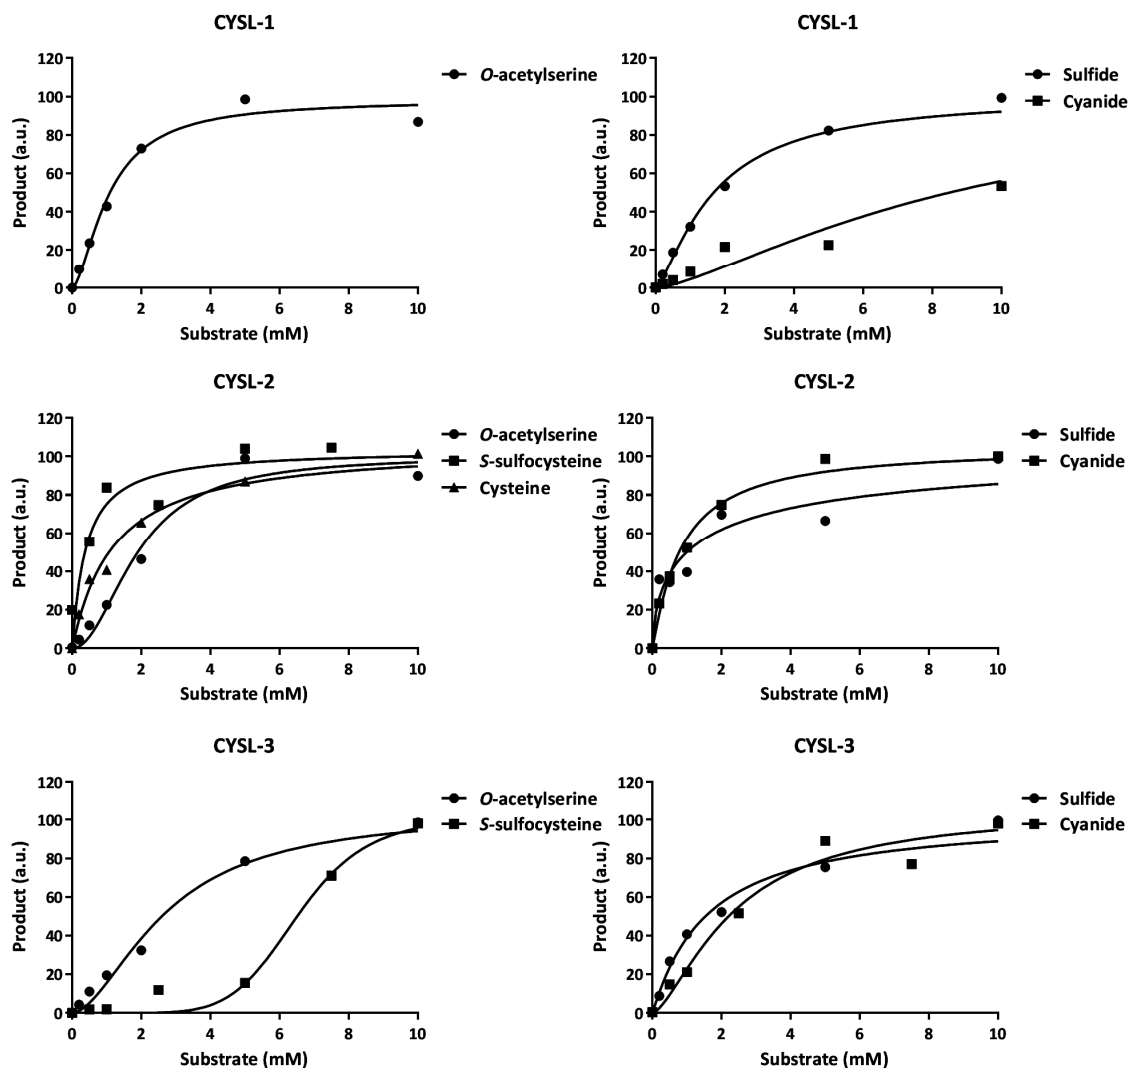 CYSL-1
120
100
80
60
40
20
0
0 2 4 6 8 10
Product (a.u.)
Substrate (mM)
O-acetylserine
CYSL-1
120
100
80
60
40
20
0
0 2 4 6 8 10
Product (a.u.)
Substrate (mM)
Sulfide
Cyanide
CYSL-2
120
100
80
60
40
20
0
0 2 4 6 8 10
Product (a.u.)
Substrate (mM)
O-acetylserine
S-sulfocysteine
Cysteine
CYSL-2
120
100
80
60
40
20
0
0 2 4 6 8 10
Product (a.u.)
Substrate (mM)
Sulfide
Cyanide
CYSL-3
120
100
80
60
40
20
0
0 2 4 6 8 10
Product (a.u.)
Substrate (mM)
O-acetylserine
S-sulfocysteine
CYSL-3
120
100
80
60
40
20
0
0 2 4 6 8 10
Product (a.u.)
Substrate (mM)
Sulfide
Cyanide